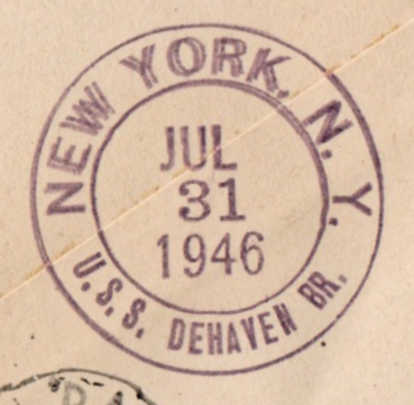 NEW YORK, N. Y.
JUL
31
1946
U.S.S. DEHAVEN BR.